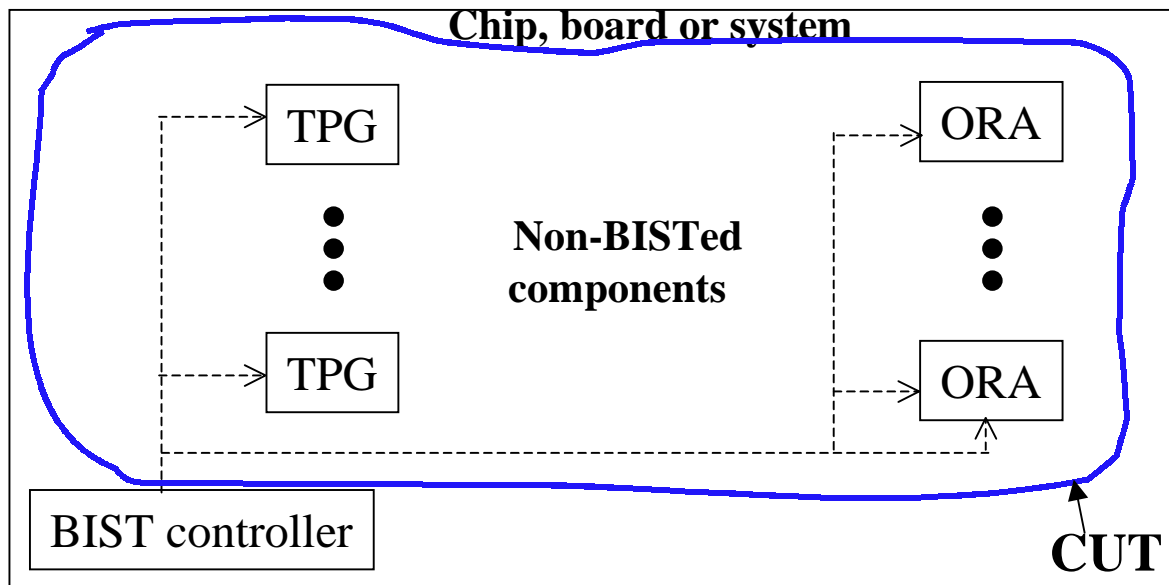 Chip, board or system
TPG
ORA
Non-BISTed
components
TPG
ORA
BIST controller
CUT